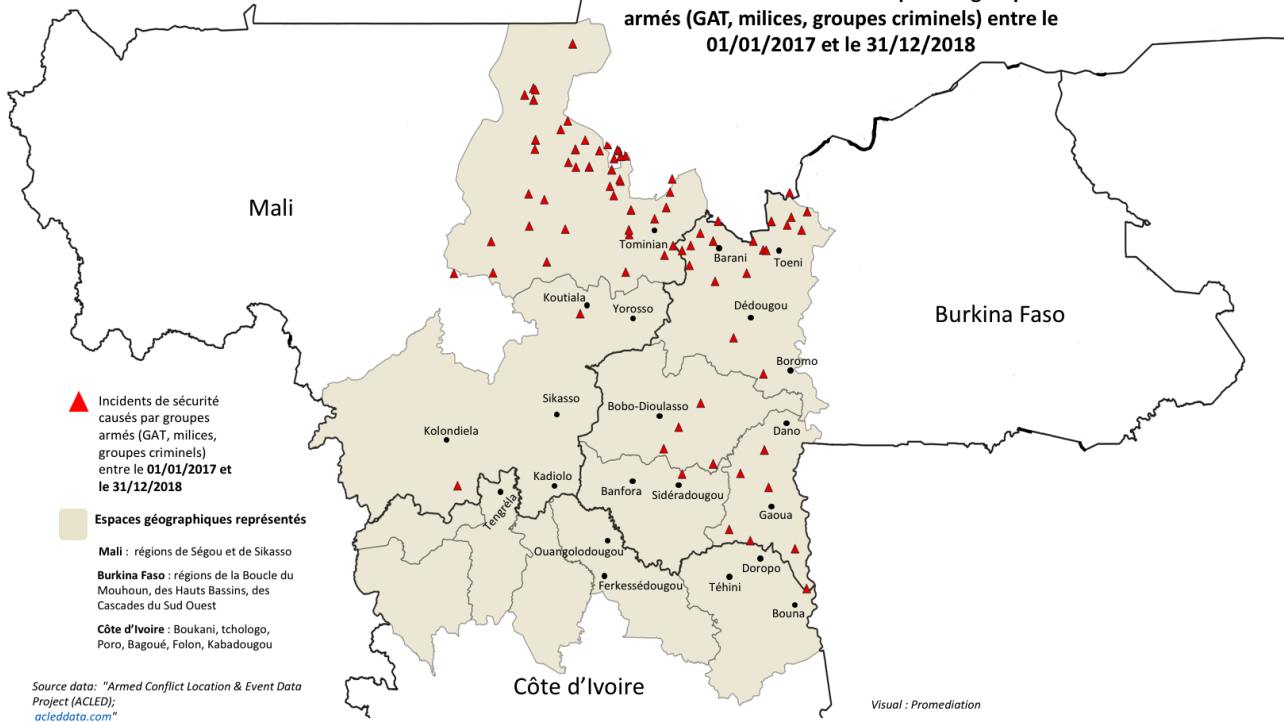 armés (GAT, milices, groupes criminels) entre le
01/01/2017 et le 31/12/2018
Mali
Tominian
Barani
Toeni
Koutiala
Yorosso
Dédougou
Burkina Faso
Boromo
Sikasso
Bobo-Dioulasso
Dano
Kolondiela
Kadiolo
Banfora
Sidéradougou
Tengréla
Gaoua
Ouangolodougou
Doropo
Ferkessédougou
Téhini
Bouna
Côte d'Ivoire
Incidents de sécurité
causés par groupes
armés (GAT, milices,
groupes criminels)
entre le 01/01/2017 et
le 31/12/2018
Espaces géographiques représentés
Mali : régions de Ségou et de Sikasso
Burkina Faso : régions de la Boucle du
Mouhoun, des Hauts Bassins, des
Cascades du Sud Ouest
Côte d'Ivoire : Boukani, tchologo,
Poro, Bagoué, Folon, Kabadougou
Source data: "Armed Conflict Location & Event Data
Project (ACLED);
acleddata.com"
Visual : Promediation